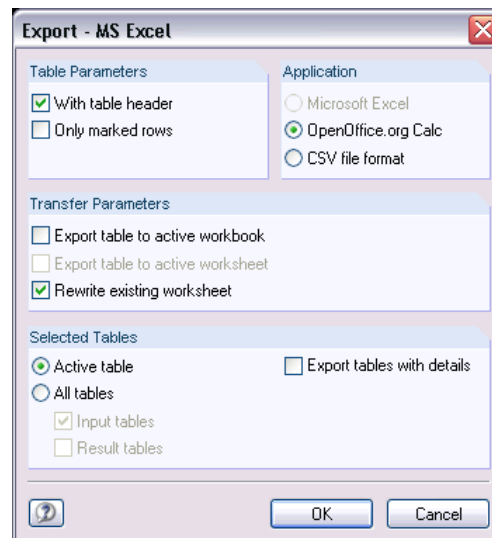 Export - MS Excel
Table Parameters
With table header
Only marked rows
Application
Microsoft Excel
OpenOffice.org Calc
CSV file format
Transfer Parameters
Export table to active workbook
Export table to active worksheet
Rewrite existing worksheet
Selected Tables
Active table
All tables
Input tables
Result tables
Export tables with details
OK
Cancel